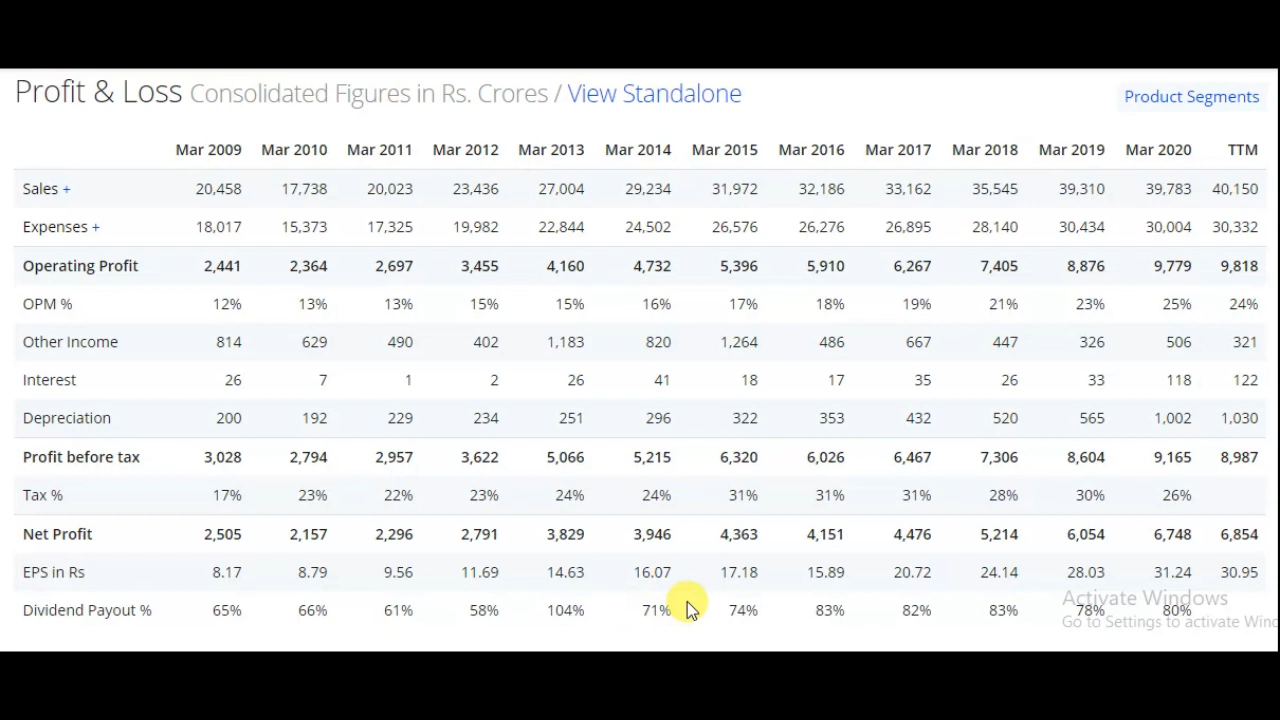 Profit & Loss Consolidated Figures in Rs. Crores / View Standalone
Product Segments
Mar 2009 Mar 2010 Mar 2011 Mar 2012 Mar 2013 Mar 2014 Mar 2015 Mar 2016 Mar 2017 Mar 2018 Mar 2019 Mar 2020 TTM
Sales + 20,458 17,738 20,023 23,436 27,004 29,234 31,972 32,186 33,162 35,545 39,310 39,783 40,150
Expenses + 18,017 15,373 17,325 19,982 22,844 24,502 26,576 26,276 26,895 28,140 30,434 30,004 30,332
Operating Profit 2,441 2,364 2,697 3,455 4,160 4,732 5,396 5,910 6,267 7,405 8,876 9,779 9,818
OPM % 12% 13% 13% 15% 15% 16% 17% 18% 19% 21% 23% 25% 24%
Other Income 814 629 490 402 1,183 820 1,264 486 667 447 326 506 321
Interest 26 7 1 2 26 41 18 17 35 26 33 118 122
Depreciation 200 192 229 234 251 296 322 353 432 520 565 1,002 1,030
Profit before tax 3,028 2,794 2,957 3,622 5,066 5,215 6,320 6,026 6,467 7,306 8,604 9,165 8,987
Tax % 17% 23% 22% 23% 24% 24% 31% 31% 31% 28% 30% 26%
Net Profit 2,505 2,157 2,296 2,791 3,829 3,946 4,363 4,151 4,476 5,214 6,054 6,748 6,854
EPS in Rs 8.17 8.79 9.56 11.69 14.63 16.07 17.18 15.89 20.72 24.14 28.03 31.24 30.95
Dividend Payout % 65% 66% 61% 58% 104% 71% 74% 83% 82% 83% 78% 80%
Activate Windows
Go to Settings to activate Wind